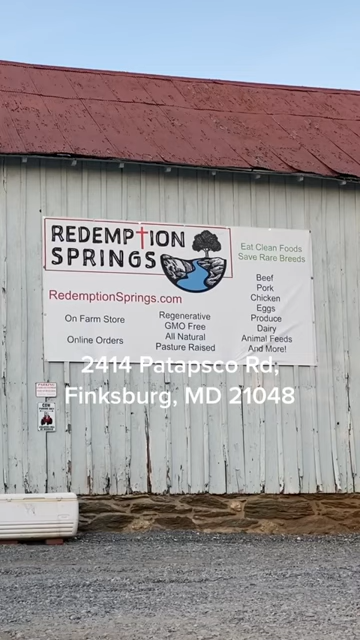 REDEMPTION
SPRINGS
RedemptionSprings.com
On Farm Store
Online Orders
Regenerative
GMO Free
All Natural
Pasture Raised
Eat Clean Foods
Save Rare Breeds
Beef
Pork
Chicken
Eggs
Produce
Dairy
Animal Feeds
And More!
2414 Patapsco Rd,
Finksburg, MD 21048